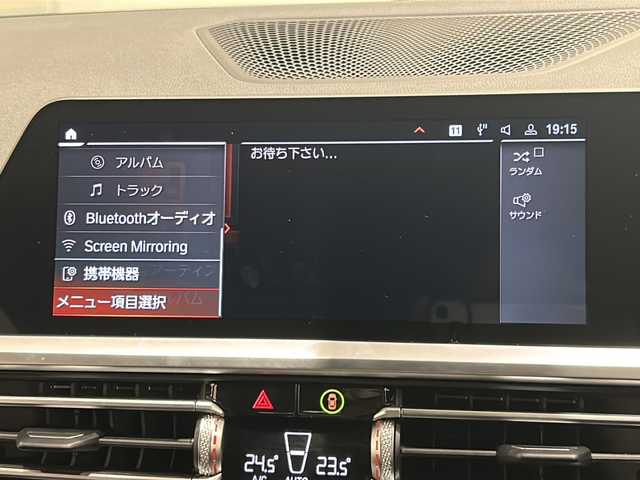 11 19:15
アルバム
トラック
Bluetoothオーディオ
Screen Mirroring
携帯機器
メニュー項目選択
お待ち下さい...
ランダム
サウンド
24.5°
A/C
AUTO
23.5°